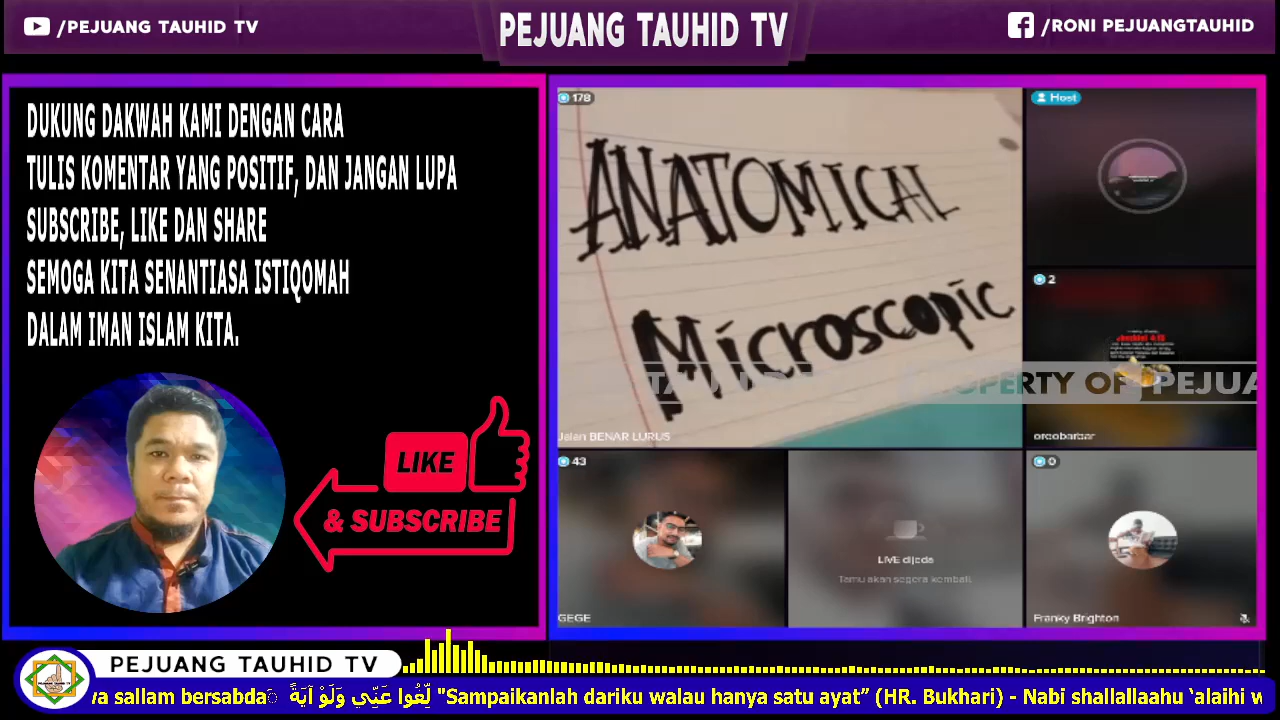 /PEJUANG TAUHID TV
PEJUANG TAUHID TV
/RONI PEJUANGTAUHID
DUKUNG DAKWAH KAMI DENGAN CARA
TULIS KOMENTAR YANG POSITIF, DAN JANGAN LUPA
SUBSCRIBE, LIKE DAN SHARE
SEMOGA KITA SENANTIASA ISTIQOMAH
DALAM IMAN ISLAM KITA.
LIKE
& SUBSCRIBE
178
ANATOMICAL
Microscopic
Jalan BENAR LURUS
Host
2
PROPERTY OF PEJUA
oreobarbar
43
GEGE
LIVE dijeda
Tamu akan segera kembali.
0
Franky Brighton
PEJUANG TAUHID TV
ya sallam bersabda لِّغُوا عَنِّي وَلَوْ آيَةً "Sampaikanlah dariku walau hanya satu ayat” (HR. Bukhari) - Nabi shallallaahu ‘alaihi w